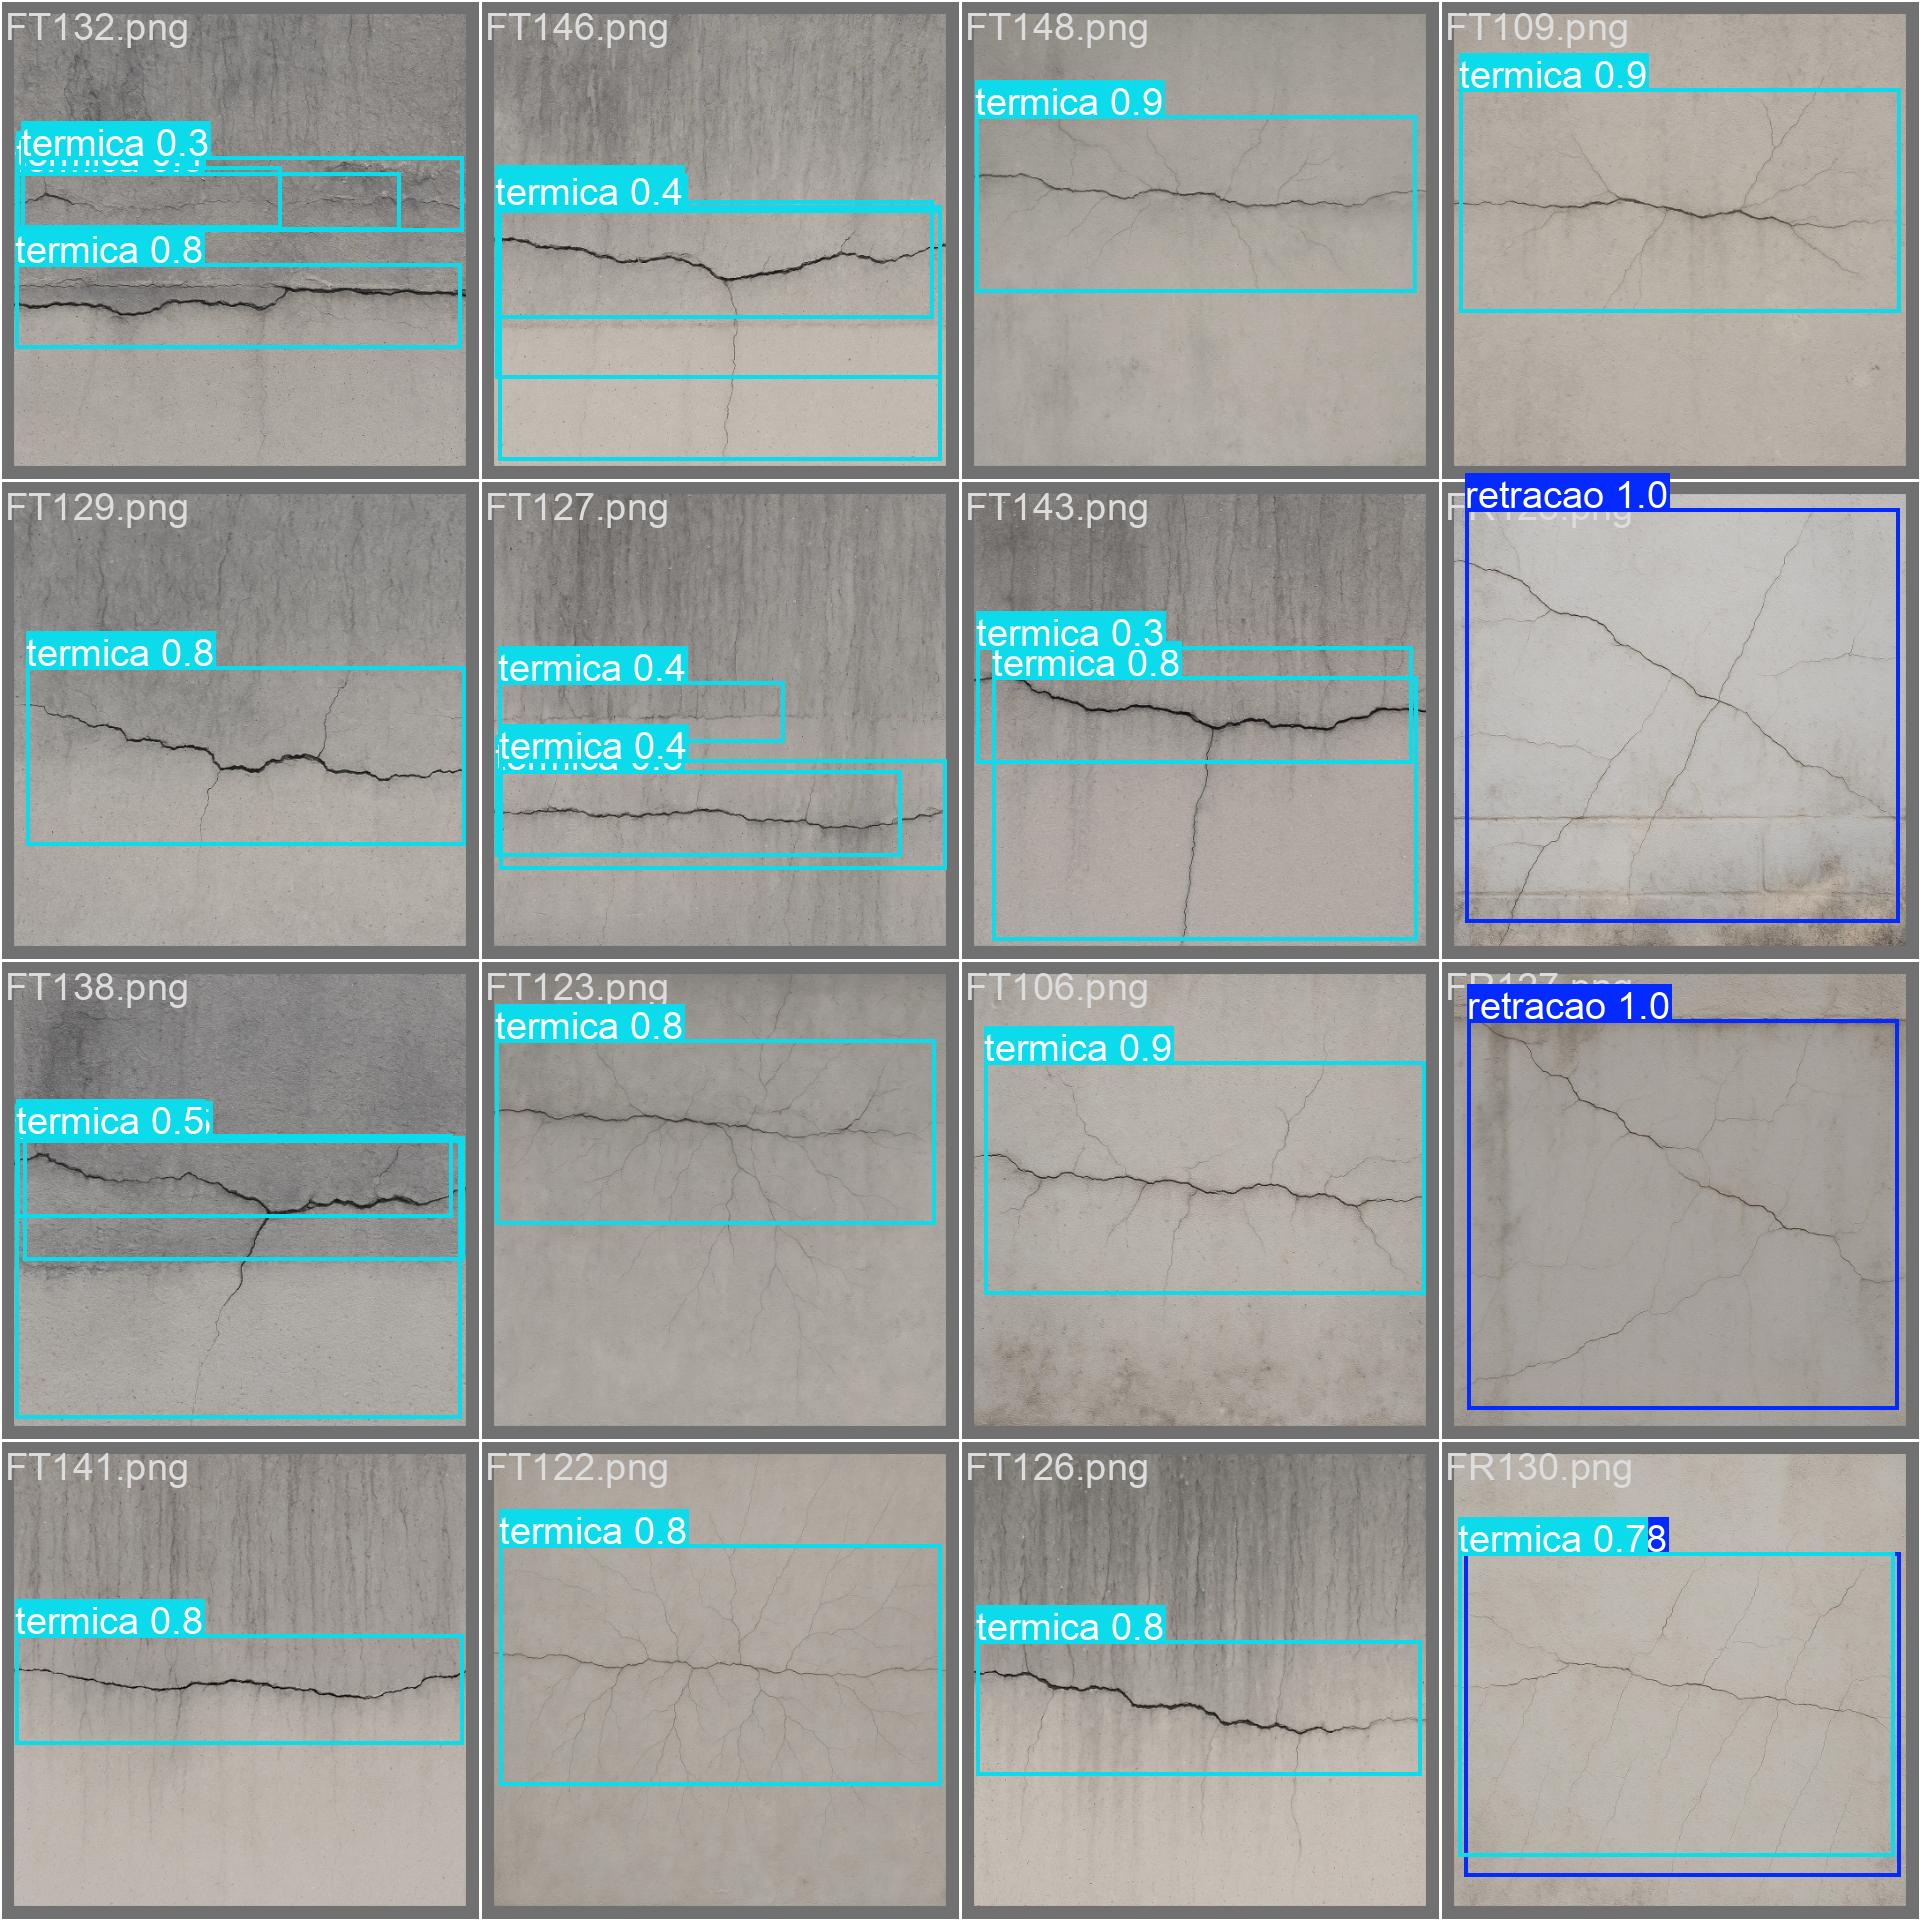 FT132.png
termica 0.3
termica 0.8
FT146.png
termica 0.4
FT148.png
termica 0.9
FT109.png
termica 0.9
FT129.png
termica 0.8
FT127.png
termica 0.4
termica 0.4
FT143.png
termica 0.3
termica 0.8
retracao 1.0
FT138.png
termica 0.5
FT123.png
termica 0.8
FT106.png
termica 0.9
FR127.png
retracao 1.0
FT141.png
termica 0.8
FT122.png
termica 0.8
FT126.png
termica 0.8
FR130.png
termica 0.78